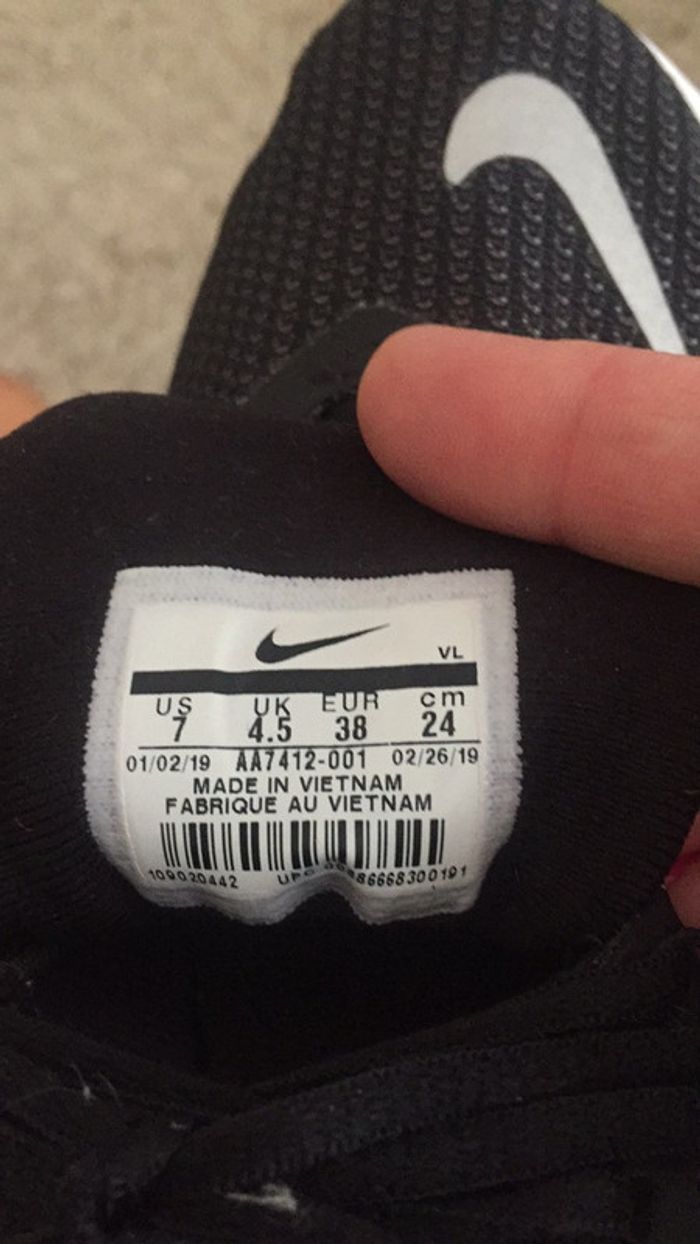 VL
US UK EUR cm
7 4.5 38 24
01/02/19 AA7412-001 02/26/19
MADE IN VIETNAM
FABRIQUE AU VIETNAM
109020442 UPC